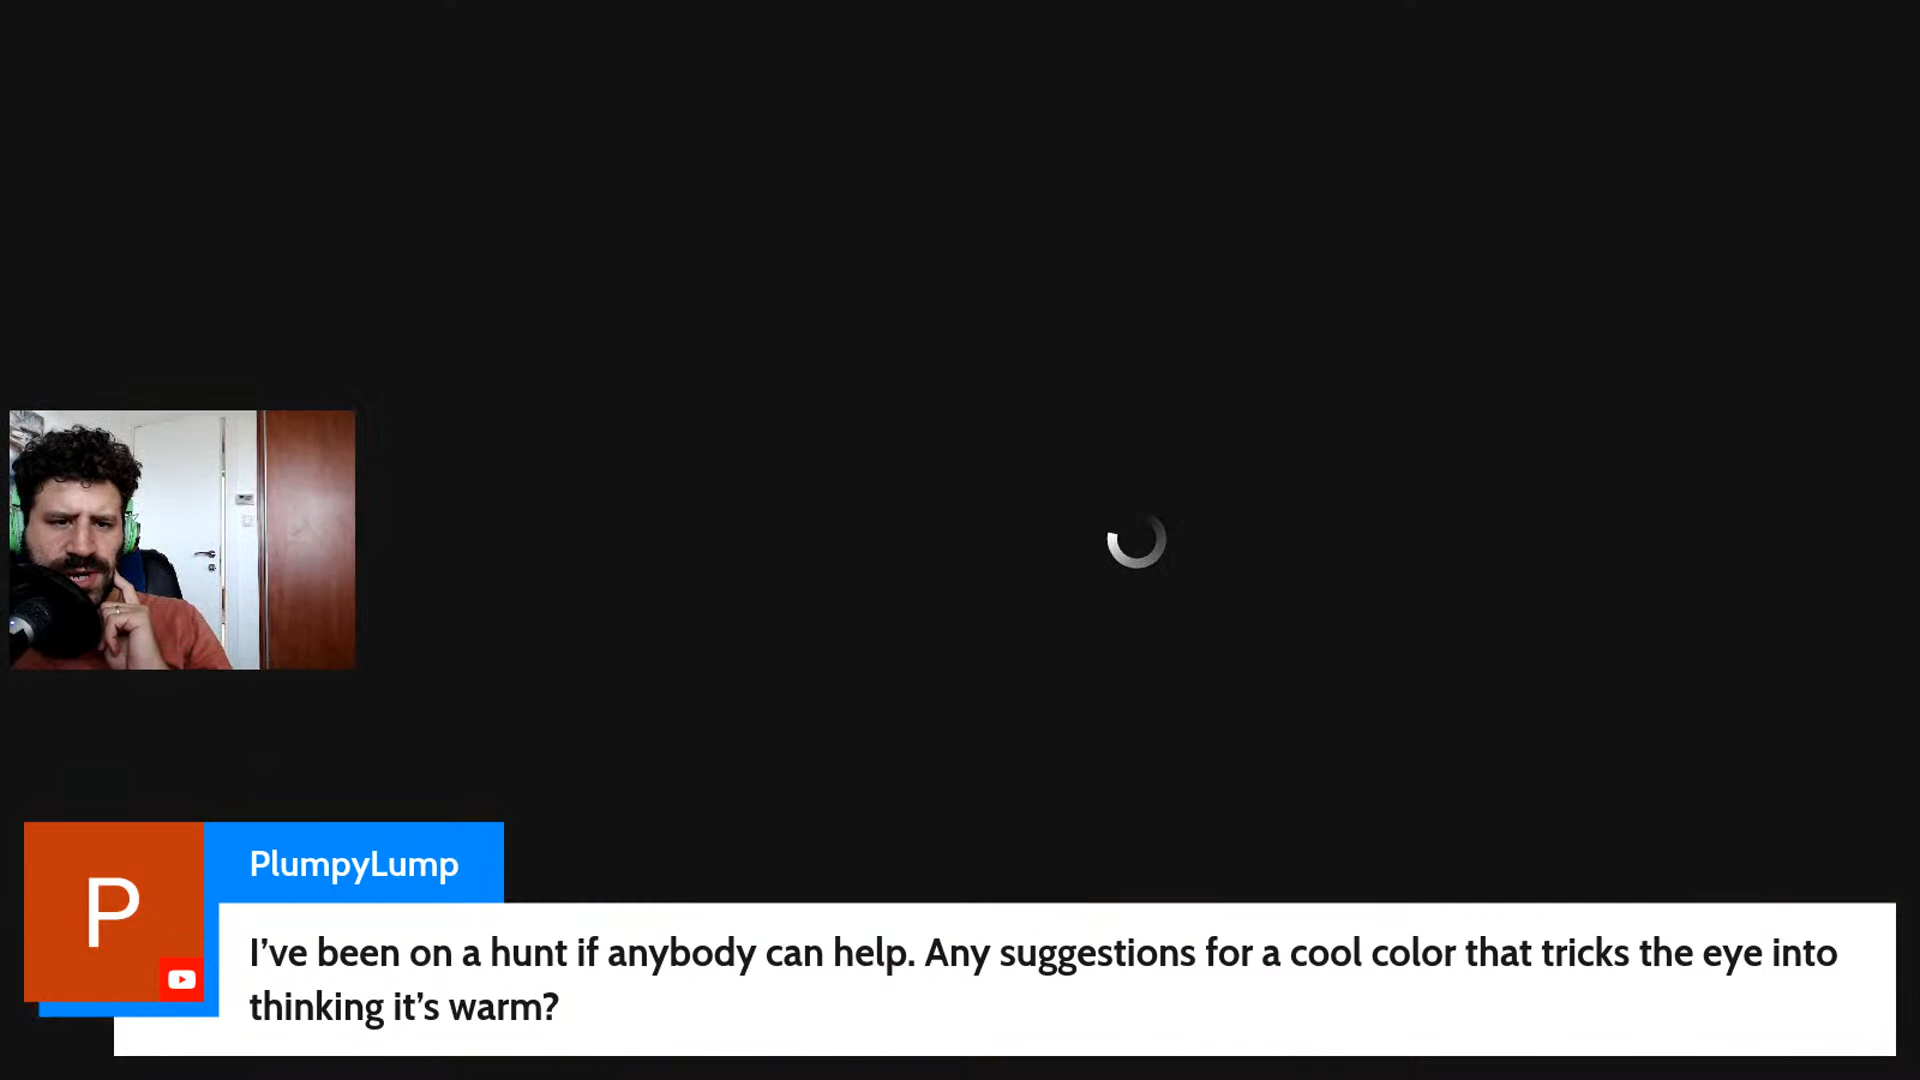 P
PlumpyLump
I’ve been on a hunt if anybody can help. Any suggestions for a cool color that tricks the eye into
thinking it’s warm?